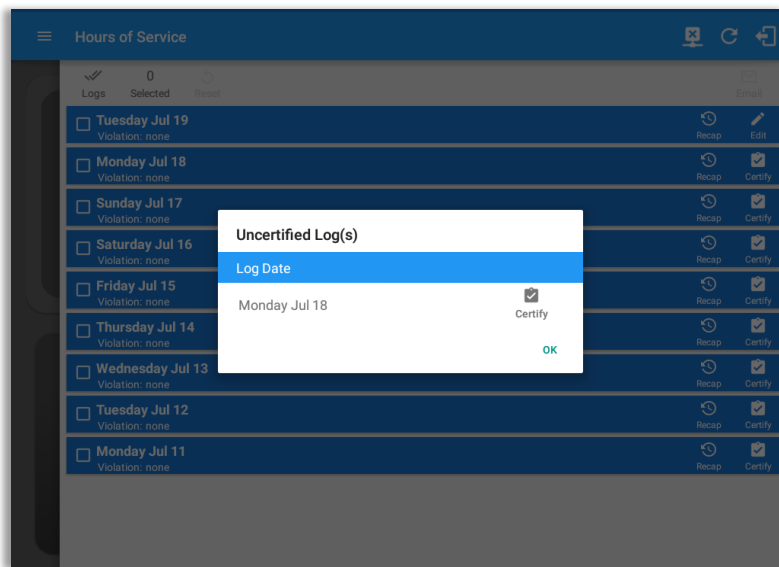 Hours of Service
0
Logs Selected Reset Email
Tuesday Jul 19
Violation: none
Recap Edit
Monday Jul 18
Violation: none
Recap Certify
Sunday Jul 17
Violation: none
Recap Certify
Saturday Jul 16
Violation: none
Recap Certify
Friday Jul 15
Violation: none
Recap Certify
Thursday Jul 14
Violation: none
Recap Certify
Wednesday Jul 13
Violation: none
Recap Certify
Tuesday Jul 12
Violation: none
Recap Certify
Monday Jul 11
Violation: none
Recap Certify
Uncertified Log(s)
Log Date
Monday Jul 18
Certify
OK